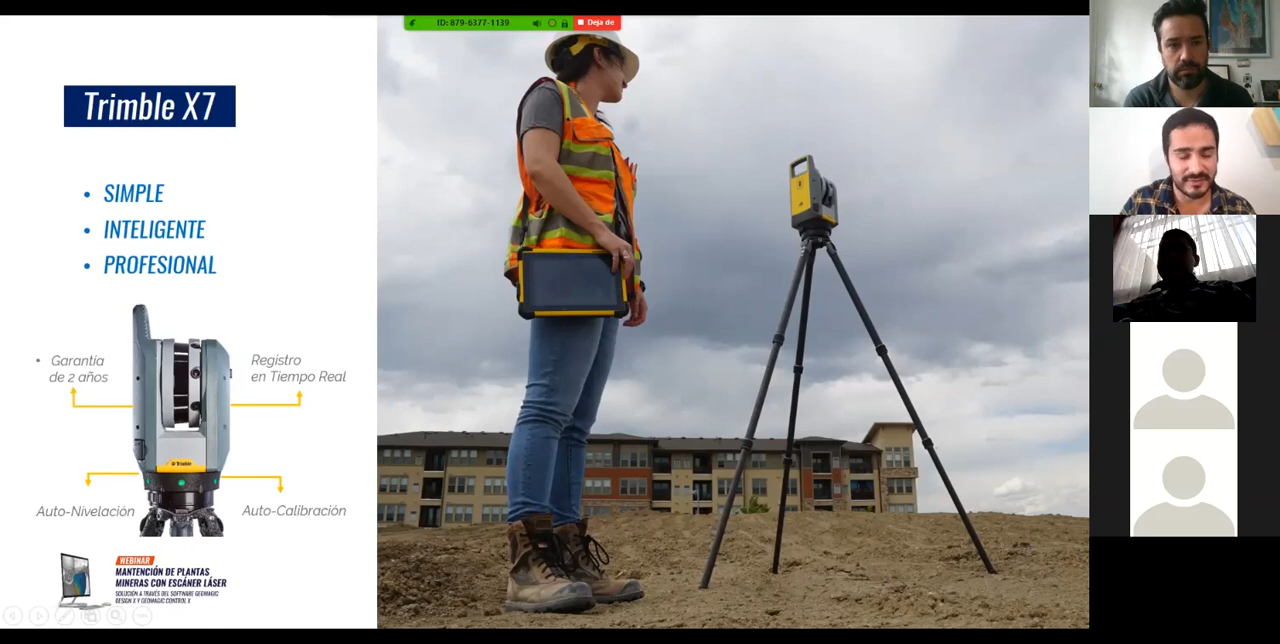 ID: 879-6377-1139
Deja de
Trimble X7
• SIMPLE
• INTELIGENTE
• PROFESIONAL
• Garantía
de 2 años
Registro
en Tiempo Real
Trimble
Auto-Nivelación
Auto-Calibración
WEBINAR
MANTENCIÓN DE PLANTAS
MINERAS CON ESCÁNER LÁSER
SOLUCIÓN A TRAVÉS DEL SOFTWARE GEOMAGIC
DESIGN X Y GEOMAGIC CONTROL X